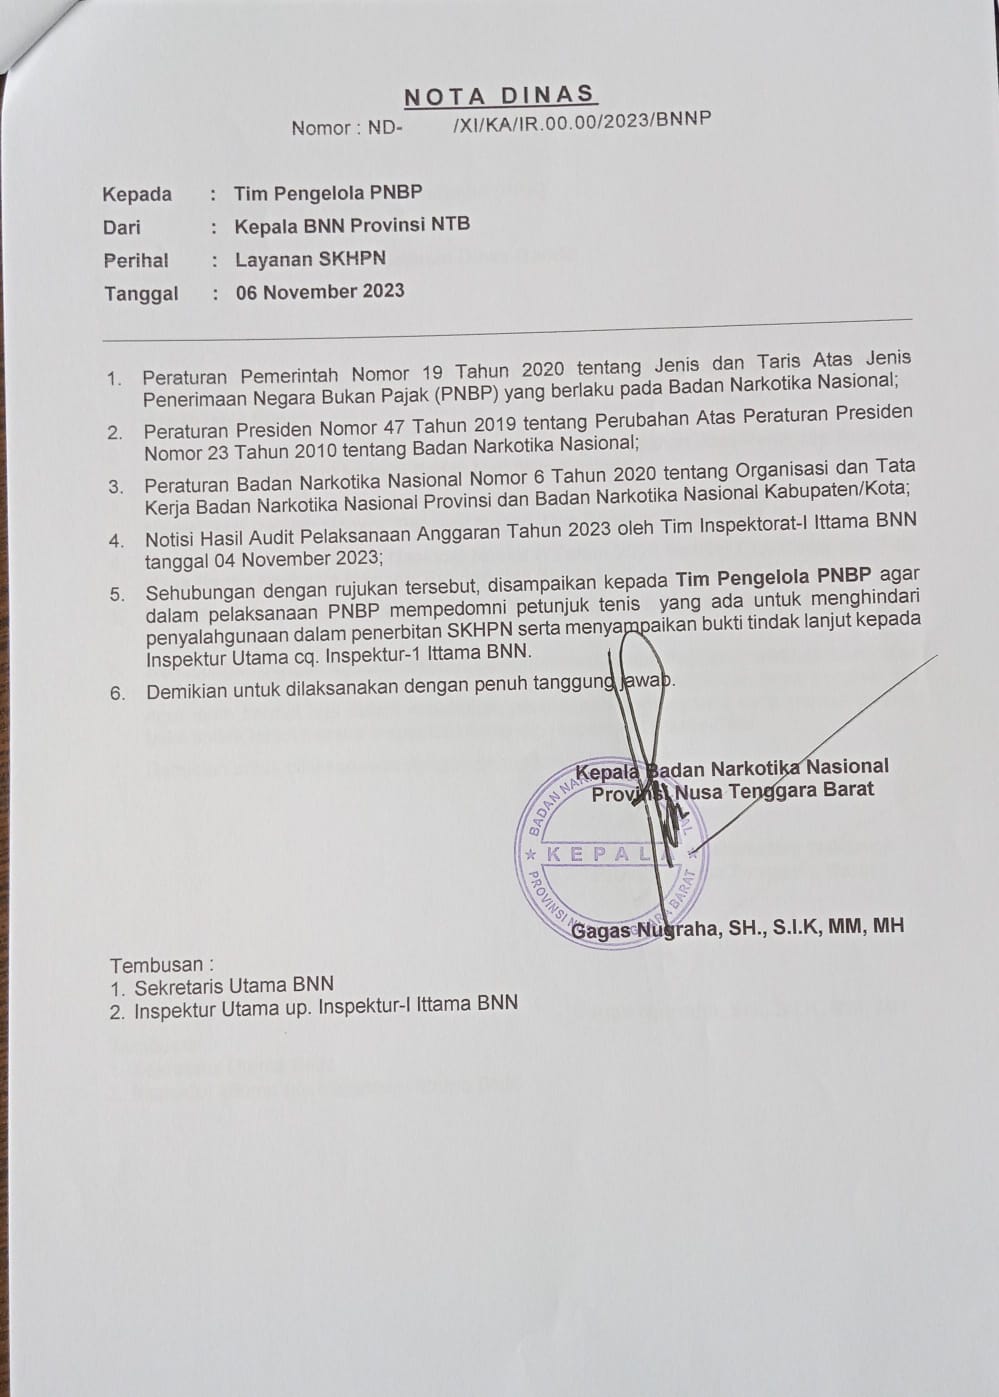 NOTA DINAS
Nomor : ND- /XI/KA/IR.00.00/2023/BNNP
Kepada : Tim Pengelola PNBP
Dari : Kepala BNN Provinsi NTB
Perihal : Layanan SKHPN
Tanggal : 06 November 2023
1. Peraturan Pemerintah Nomor 19 Tahun 2020 tentang Jenis dan Taris Atas Jenis
Penerimaan Negara Bukan Pajak (PNBP) yang berlaku pada Badan Narkotika Nasional;
2. Peraturan Presiden Nomor 47 Tahun 2019 tentang Perubahan Atas Peraturan Presiden
Nomor 23 Tahun 2010 tentang Badan Narkotika Nasional;
3. Peraturan Badan Narkotika Nasional Nomor 6 Tahun 2020 tentang Organisasi dan Tata
Kerja Badan Narkotika Nasional Provinsi dan Badan Narkotika Nasional Kabupaten/Kota;
4. Notisi Hasil Audit Pelaksanaan Anggaran Tahun 2023 oleh Tim Inspektorat-I Ittama BNN
tanggal 04 November 2023;
5. Sehubungan dengan rujukan tersebut, disampaikan kepada Tim Pengelola PNBP agar
dalam pelaksanaan PNBP mempedomni petunjuk tenis yang ada untuk menghindari
penyalahgunaan dalam penerbitan SKHPN serta menyampaikan bukti tindak lanjut kepada
Inspektur Utama cq. Inspektur-1 Ittama BNN.
6. Demikian untuk dilaksanakan dengan penuh tanggung jawab.
Kepala Badan Narkotika Nasional
Provinsi Nusa Tenggara Barat
BADAN
KEPALA
PROVINSI BARAT
Gagas Nugraha, SH., S.I.K, MM, MH
Tembusan :
1. Sekretaris Utama BNN
2. Inspektur Utama up. Inspektur-I Ittama BNN